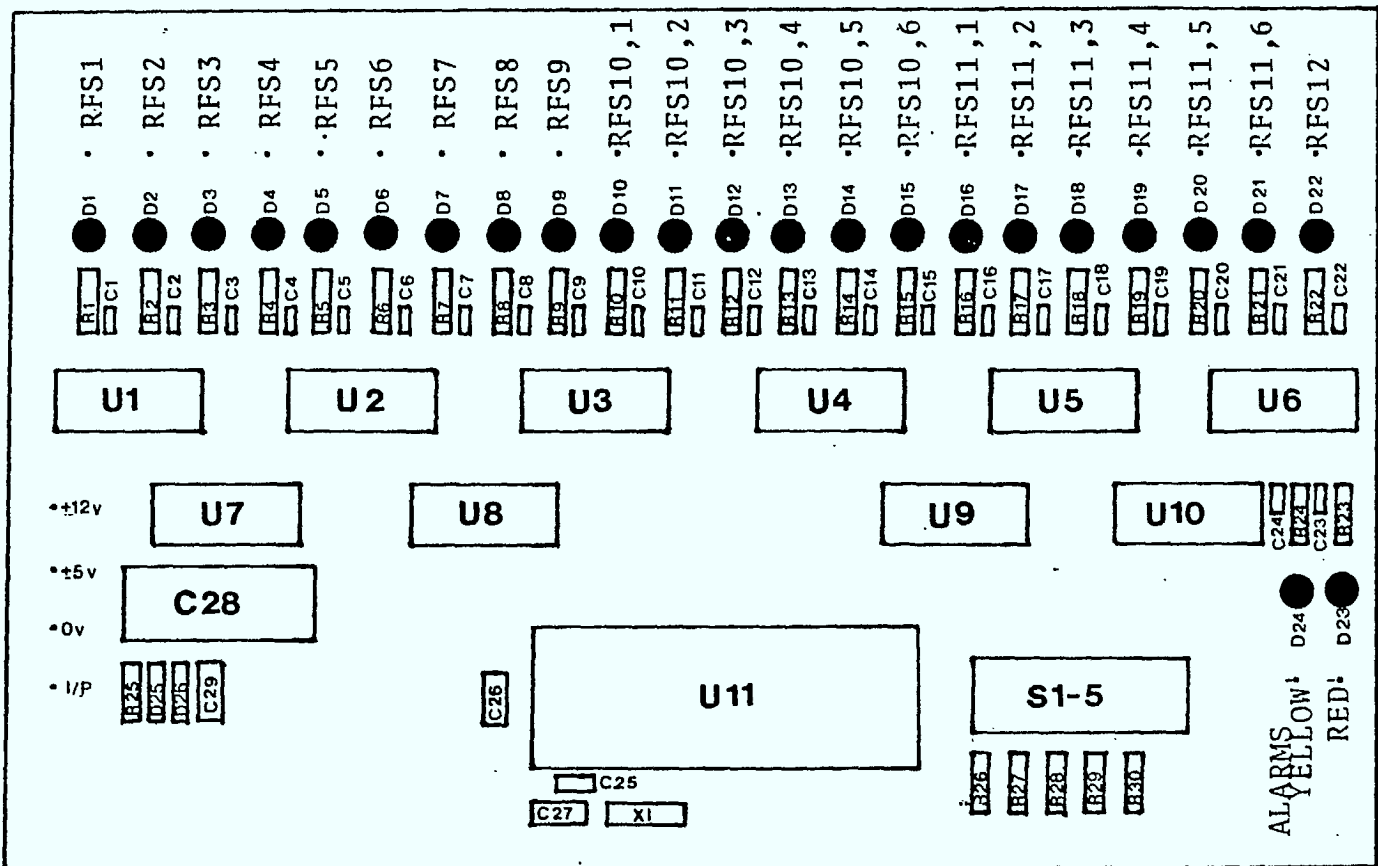 RFS1 RFS2 RFS3 RFS4 RFS5 RFS6 RFS7 RFS8 RFS9 RFS10,1 RFS10,2 RFS10,3 RFS10,4 RFS10,5 RFS10,6 RFS11,1 RFS11,2 RFS11,3 RFS11,4 RFS11,5 RFS11,6 RFS12
D1 D2 D3 D4 D5 D6 D7 D8 D9 D10 D11 D12 D13 D14 D15 D16 D17 D18 D19 D20 D21 D22
R1 C1 R2 C2 R3 C3 R4 C4 R5 C5 R6 C6 R7 C7 R8 C8 R9 C9 R10 C10 R11 C11 R12 C12 R13 C13 R14 C14 R15 C15 R16 C16 R17 C17 R18 C18 R19 C19 R20 C20 R21 C21 R22 C22
U1 U2 U3 U4 U5 U6
±12v U7 U8 U9 U10 C24 R24 C23 R23
±5v C28
0v D24 D23
I/P R25 D25 D26 C29 C26 U11 S1-5
ALARMS
YELLOW
RED
C25 R26 R27 R28 R29 R30
C27 X1